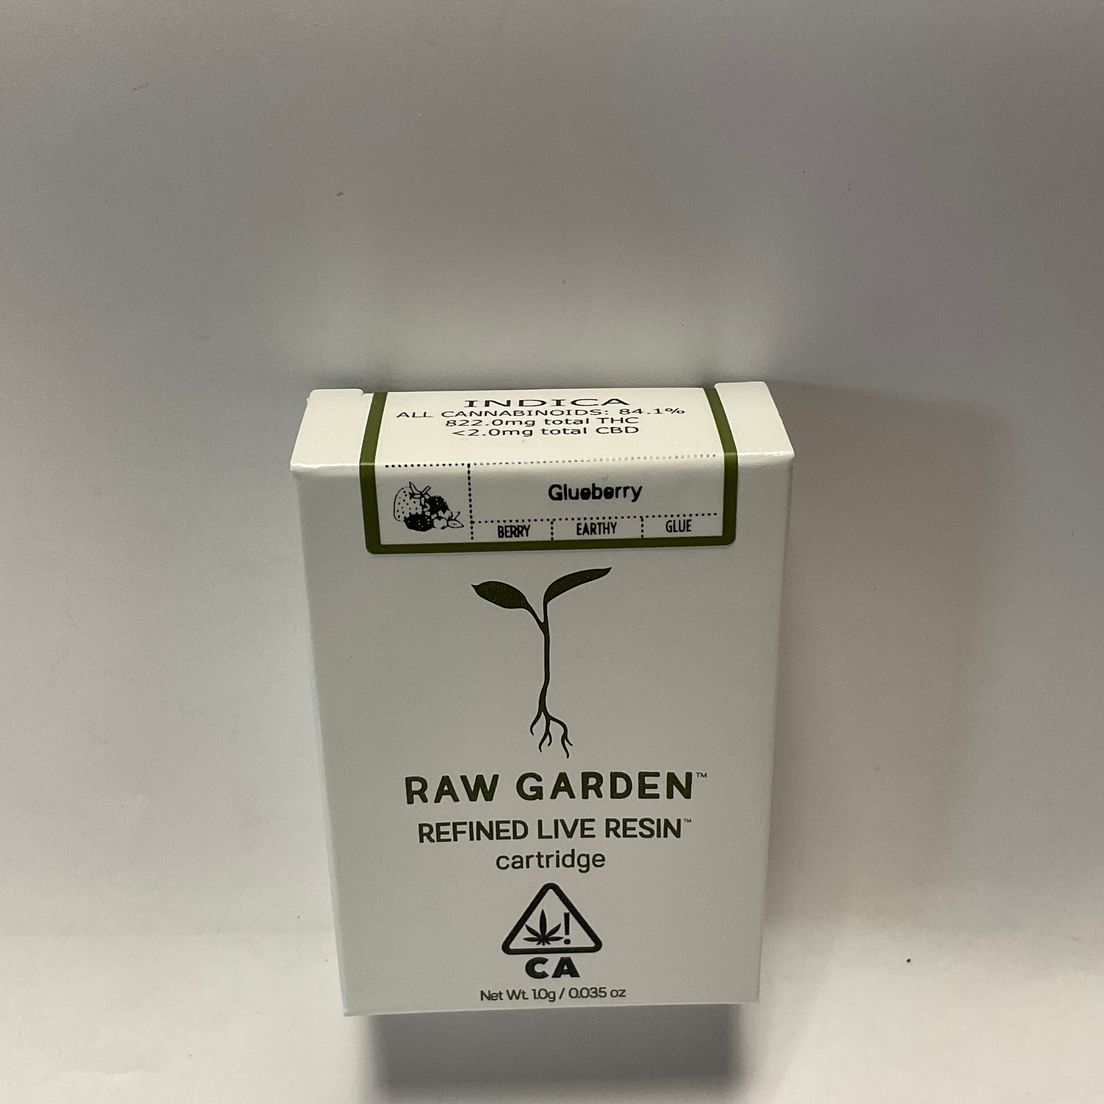 INDICA
ALL CANNABINOIDS: 84.1%
822.0mg total THC
<2.0mg total CBD
Glueberry
BERRY EARTHY GLUE
RAW GARDEN™
REFINED LIVE RESIN™
cartridge
CA
Net Wt. 1.0g / 0.035 oz